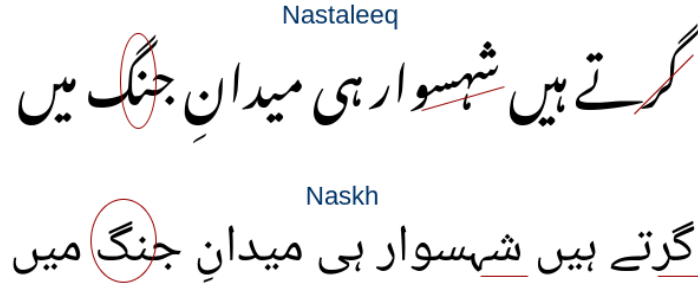 Nastaleeq
گرتے ہیں شہسوار ہی میدانِ جنگ میں
Naskh
گرتے ہیں شہسوار ہی میدانِ جنگ میں